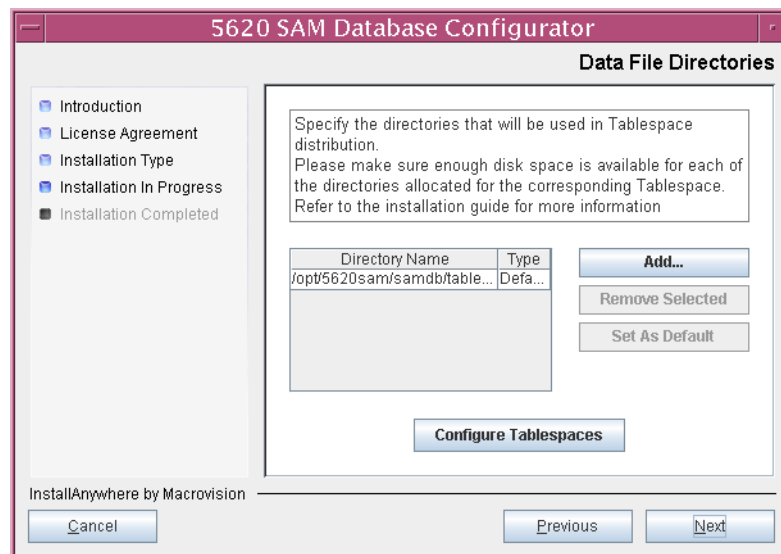 5620 SAM Database Configurator
Data File Directories
Introduction
License Agreement
Installation Type
Installation In Progress
Installation Completed
Specify the directories that will be used in Tablespace
distribution.
Please make sure enough disk space is available for each of
the directories allocated for the corresponding Tablespace.
Refer to the installation guide for more information
Directory Name Type
/opt/5620sam/samdb/table... Defa...
Add...
Remove Selected
Set As Default
Configure Tablespaces
InstallAnywhere by Macrovision
Cancel Previous Next